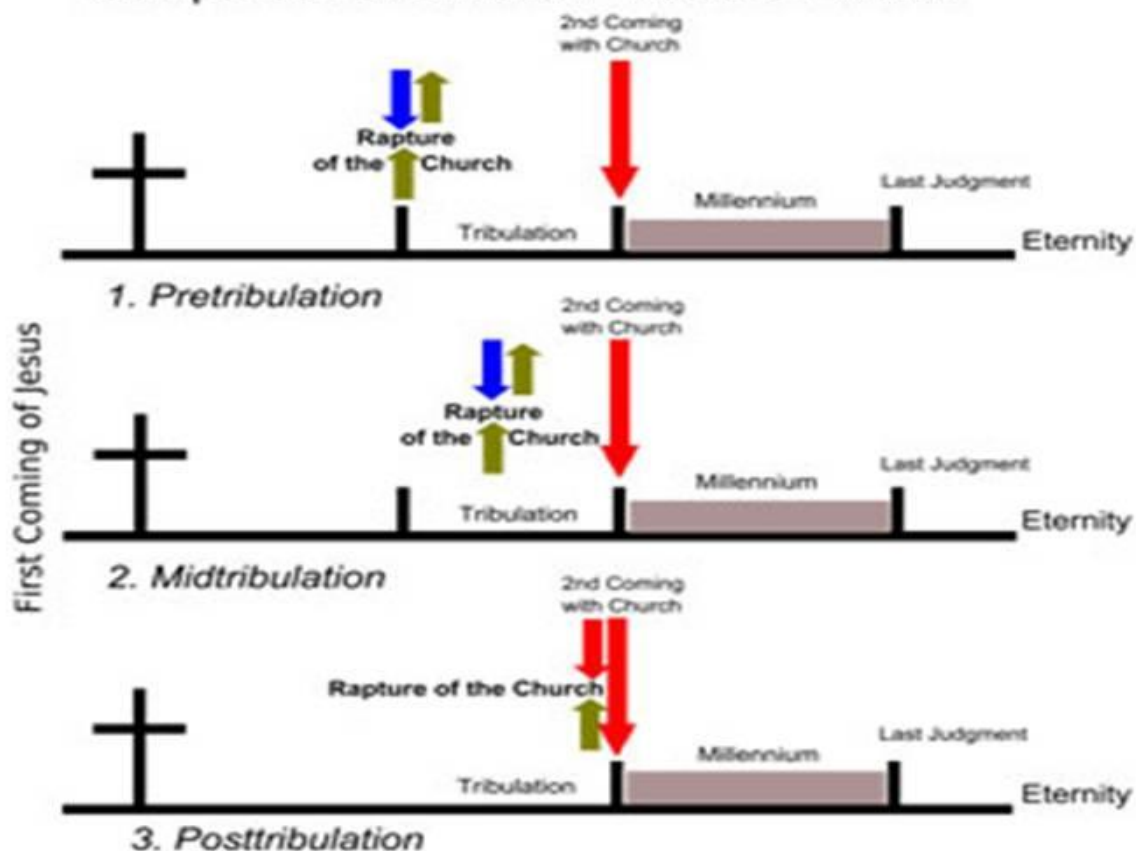 2nd Coming
with Church
Rapture
of the Church
Last Judgment
Millennium
Tribulation
Eternity
1. Pretribulation
First Coming of Jesus
2nd Coming
with Church
Rapture
of the Church
Last Judgment
Millennium
Tribulation
Eternity
2. Midtribulation
2nd Coming
with Church
Rapture of the Church
Last Judgment
Millennium
Tribulation
Eternity
3. Posttribulation